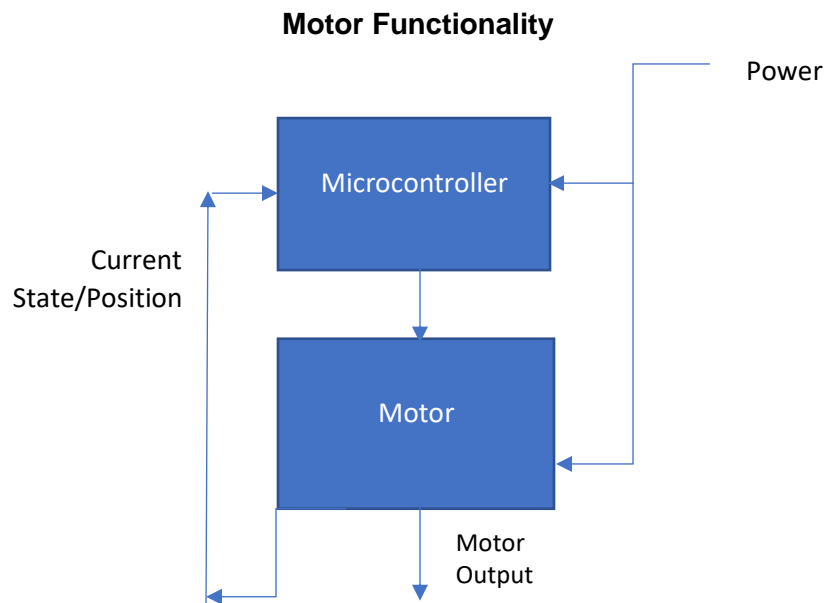 Motor Functionality
Power
Microcontroller
Current
State/Position
Motor
Motor
Output